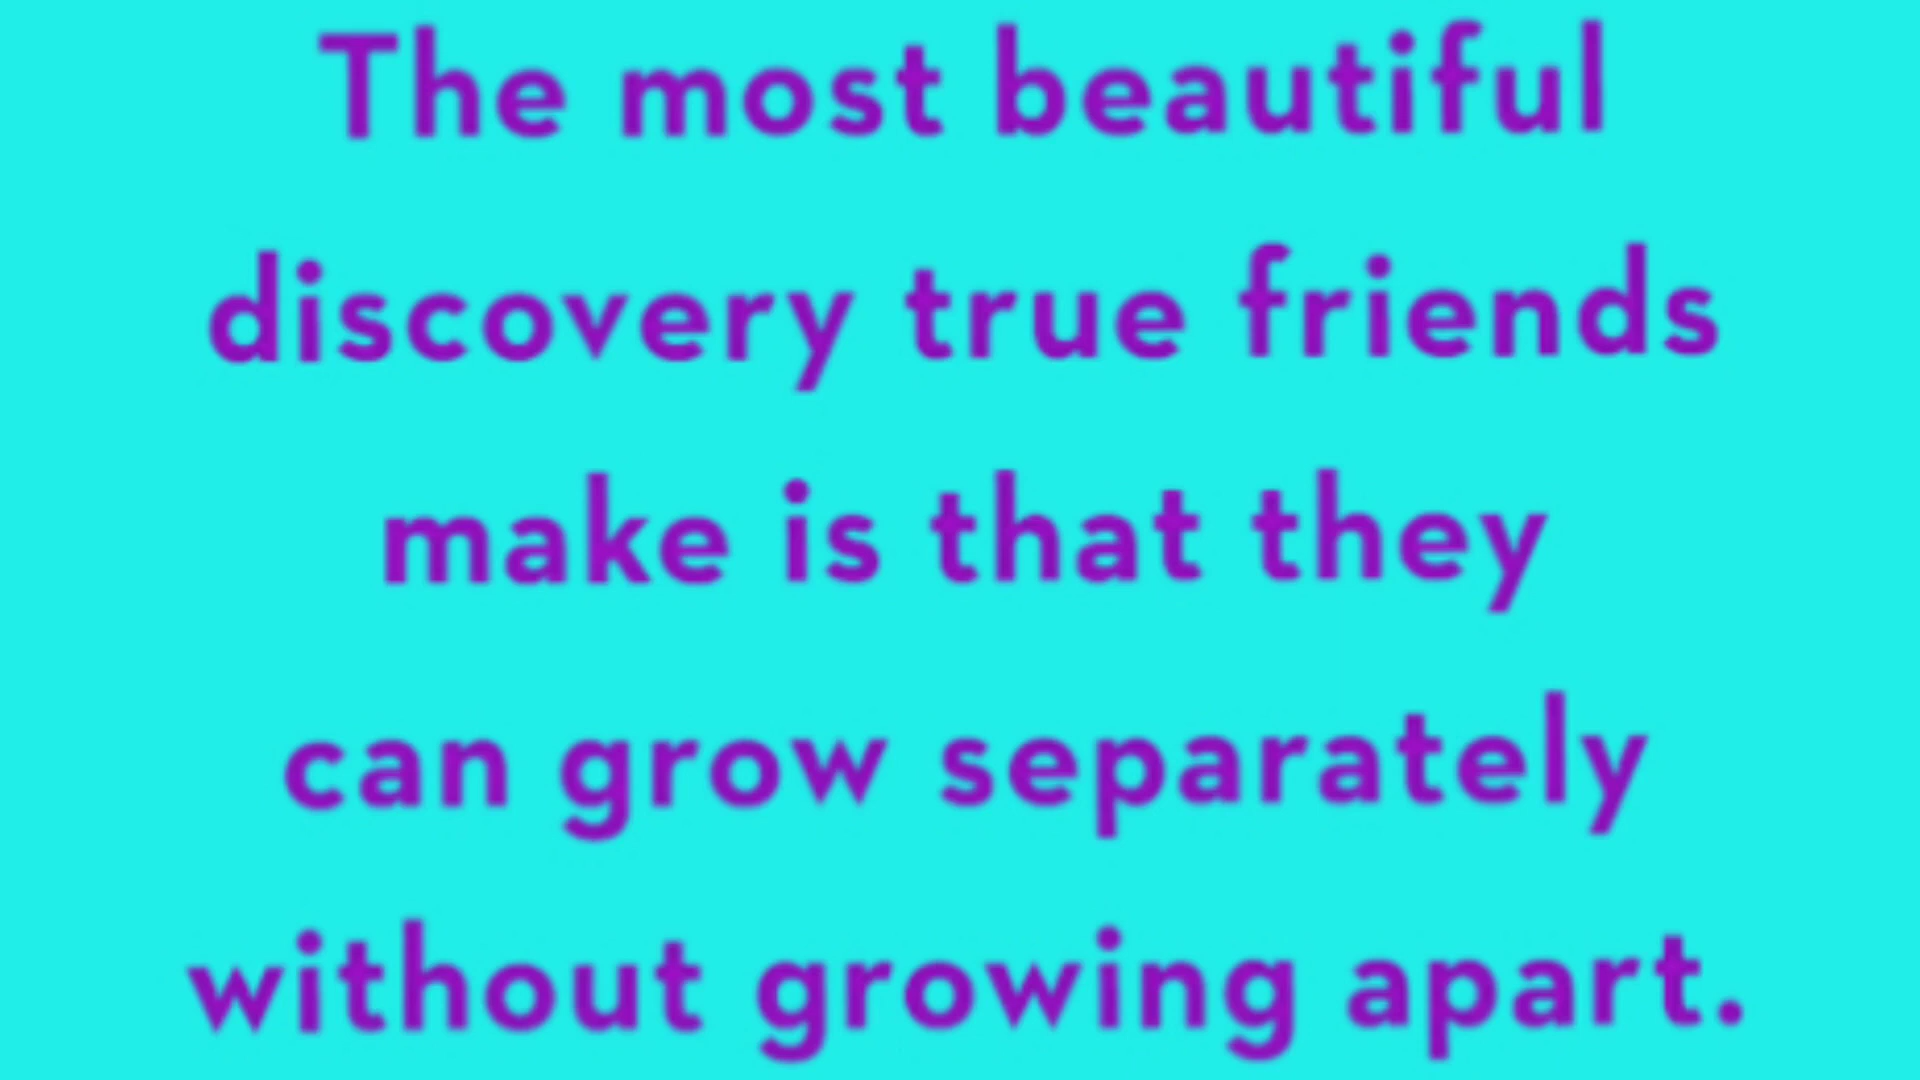 The most beautiful
discovery true friends
make is that they
can grow separately
without growing apart.